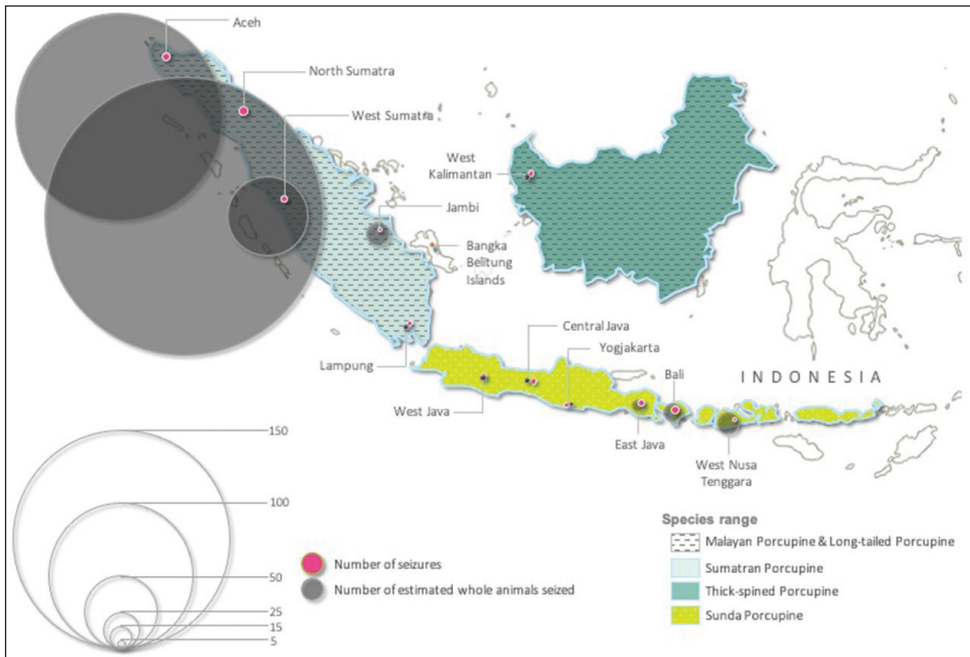 Aceh
North Sumatra
West Sumatra
West
Kalimantan
Jambi
Bangka
Belitung
Islands
Central Java
Lampung
Yogjakarta
Bali
INDONESIA
West Java
East Java
West Nusa
Tenggara
150
100
50
25
15
5
Number of seizures
Number of estimated whole animals seized
Species range
Malayan Porcupine & Long-tailed Porcupine
Sumatran Porcupine
Thick-spined Porcupine
Sunda Porcupine